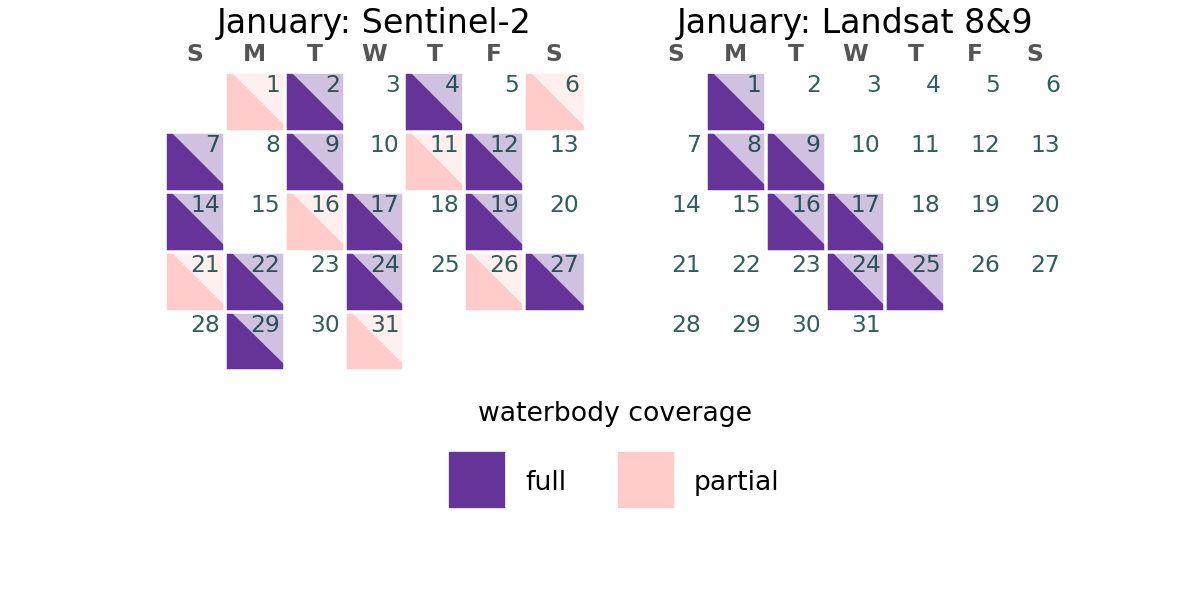 January: Sentinel-2
S M T W T F S
1 2 3 4 5 6
7 8 9 10 11 12 13
14 15 16 17 18 19 20
21 22 23 24 25 26 27
28 29 30 31
January: Landsat 8&9
S M T W T F S
1 2 3 4 5 6
7 8 9 10 11 12 13
14 15 16 17 18 19 20
21 22 23 24 25 26 27
28 29 30 31
waterbody coverage
full partial